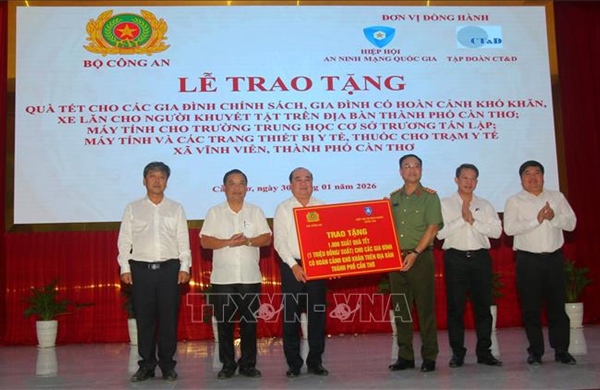 BỘ CÔNG AN
ĐƠN VỊ ĐỒNG HÀNH
HIỆP HỘI
AN NINH MẠNG QUỐC GIA
CT&D
TẬP ĐOÀN CT&D
LỄ TRAO TẶNG
QUÀ TẾT CHO CÁC GIA ĐÌNH CHÍNH SÁCH, GIA ĐÌNH CÓ HOÀN CẢNH KHÓ KHĂN,
XE LĂN CHO NGƯỜI KHUYẾT TẬT TRÊN ĐỊA BÀN THÀNH PHỐ CẦN THƠ;
MÁY TÍNH CHO TRƯỜNG TRUNG HỌC CƠ SỞ TRƯƠNG TẤN LẬP;
MÁY TÍNH VÀ CÁC TRANG THIẾT BỊ Y TẾ, THUỐC CHO TRẠM Y TẾ
XÃ VĨNH VIỄN, THÀNH PHỐ CẦN THƠ
Cần Thơ, ngày 30 tháng 01 năm 2026
TRAO TẶNG
1.000 SUẤT QUÀ TẾT
(1 TRIỆU ĐỒNG/ SUẤT) CHO CÁC GIA ĐÌNH
CÓ HOÀN CẢNH KHÓ KHĂN TRÊN ĐỊA BÀN
THÀNH PHỐ CẦN THƠ
TTXVN-VNA